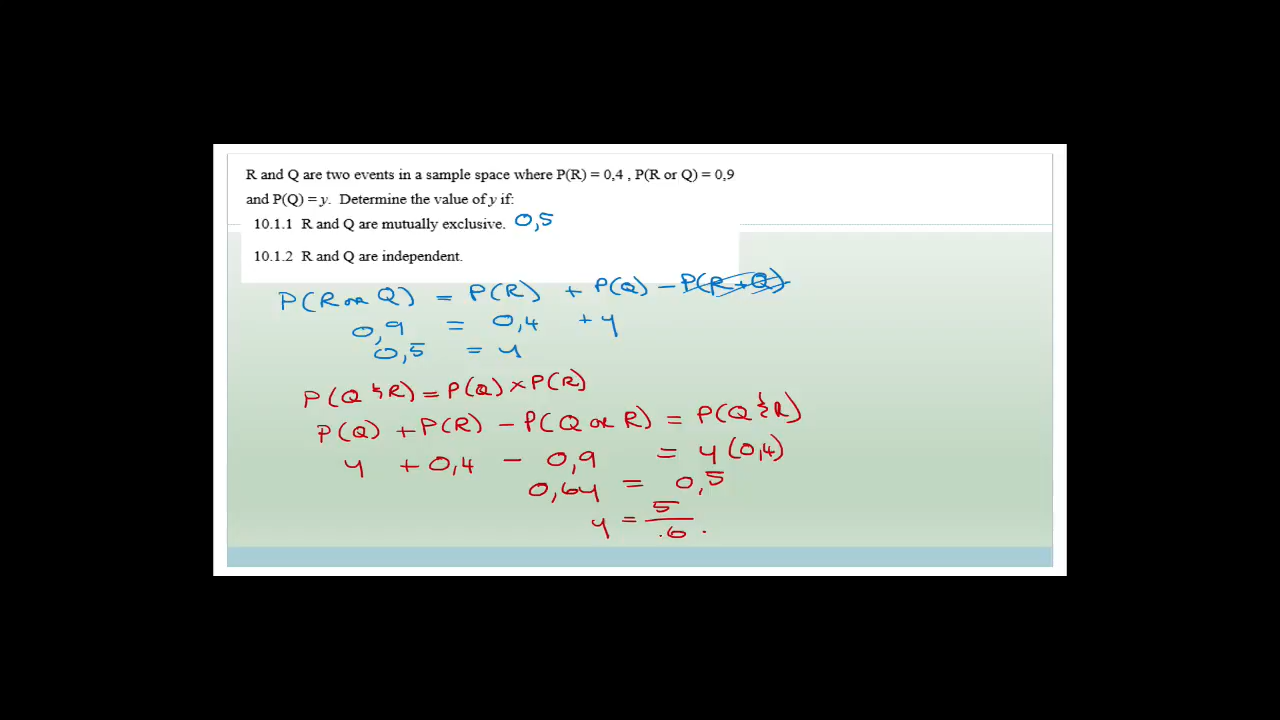 R and Q are two events in a sample space where P(R) = 0,4 , P(R or Q) = 0,9
and P(Q) = y. Determine the value of y if:
10.1.1 R and Q are mutually exclusive. 0,5
10.1.2 R and Q are independent.
P(R or Q) = P(R) + P(Q) - P(R + Q)
0,9 = 0,4 + y
0,5 = y
P(Q & R) = P(Q) × P(R)
P(Q) + P(R) - P(Q or R) = P(Q & R)
y + 0,4 - 0,9 = y(0,4)
0,6y = 0,5
y = 5/6.